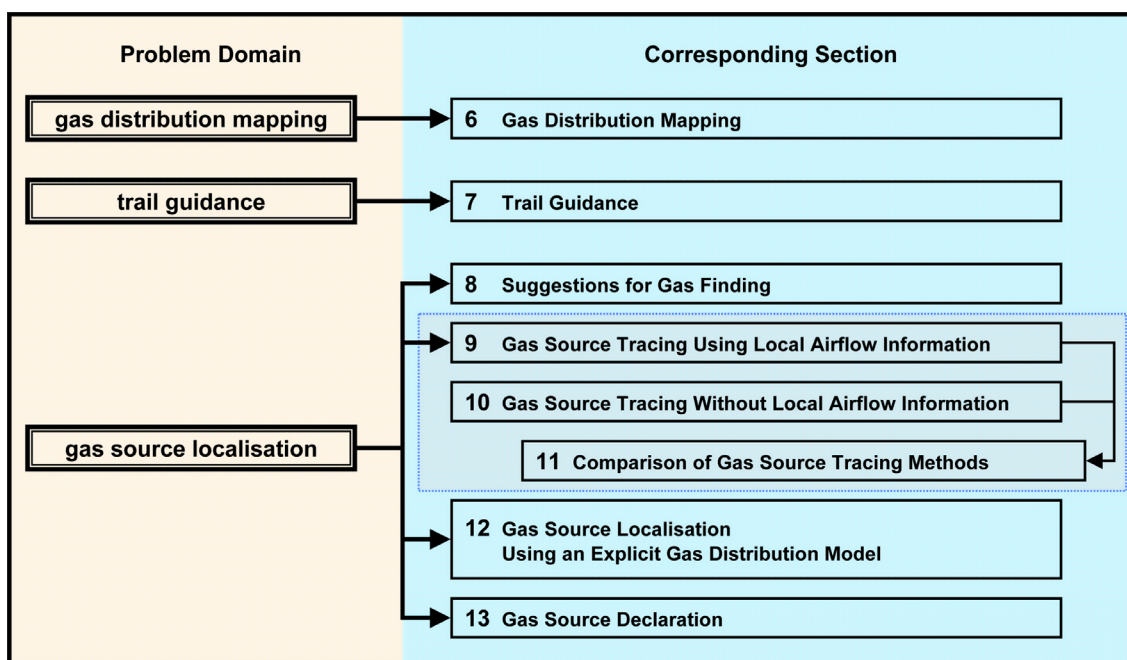 Problem Domain
Corresponding Section
gas distribution mapping
6 Gas Distribution Mapping
trail guidance
7 Trail Guidance
8 Suggestions for Gas Finding
9 Gas Source Tracing Using Local Airflow Information
10 Gas Source Tracing Without Local Airflow Information
gas source localisation
11 Comparison of Gas Source Tracing Methods
12 Gas Source Localisation
Using an Explicit Gas Distribution Model
13 Gas Source Declaration